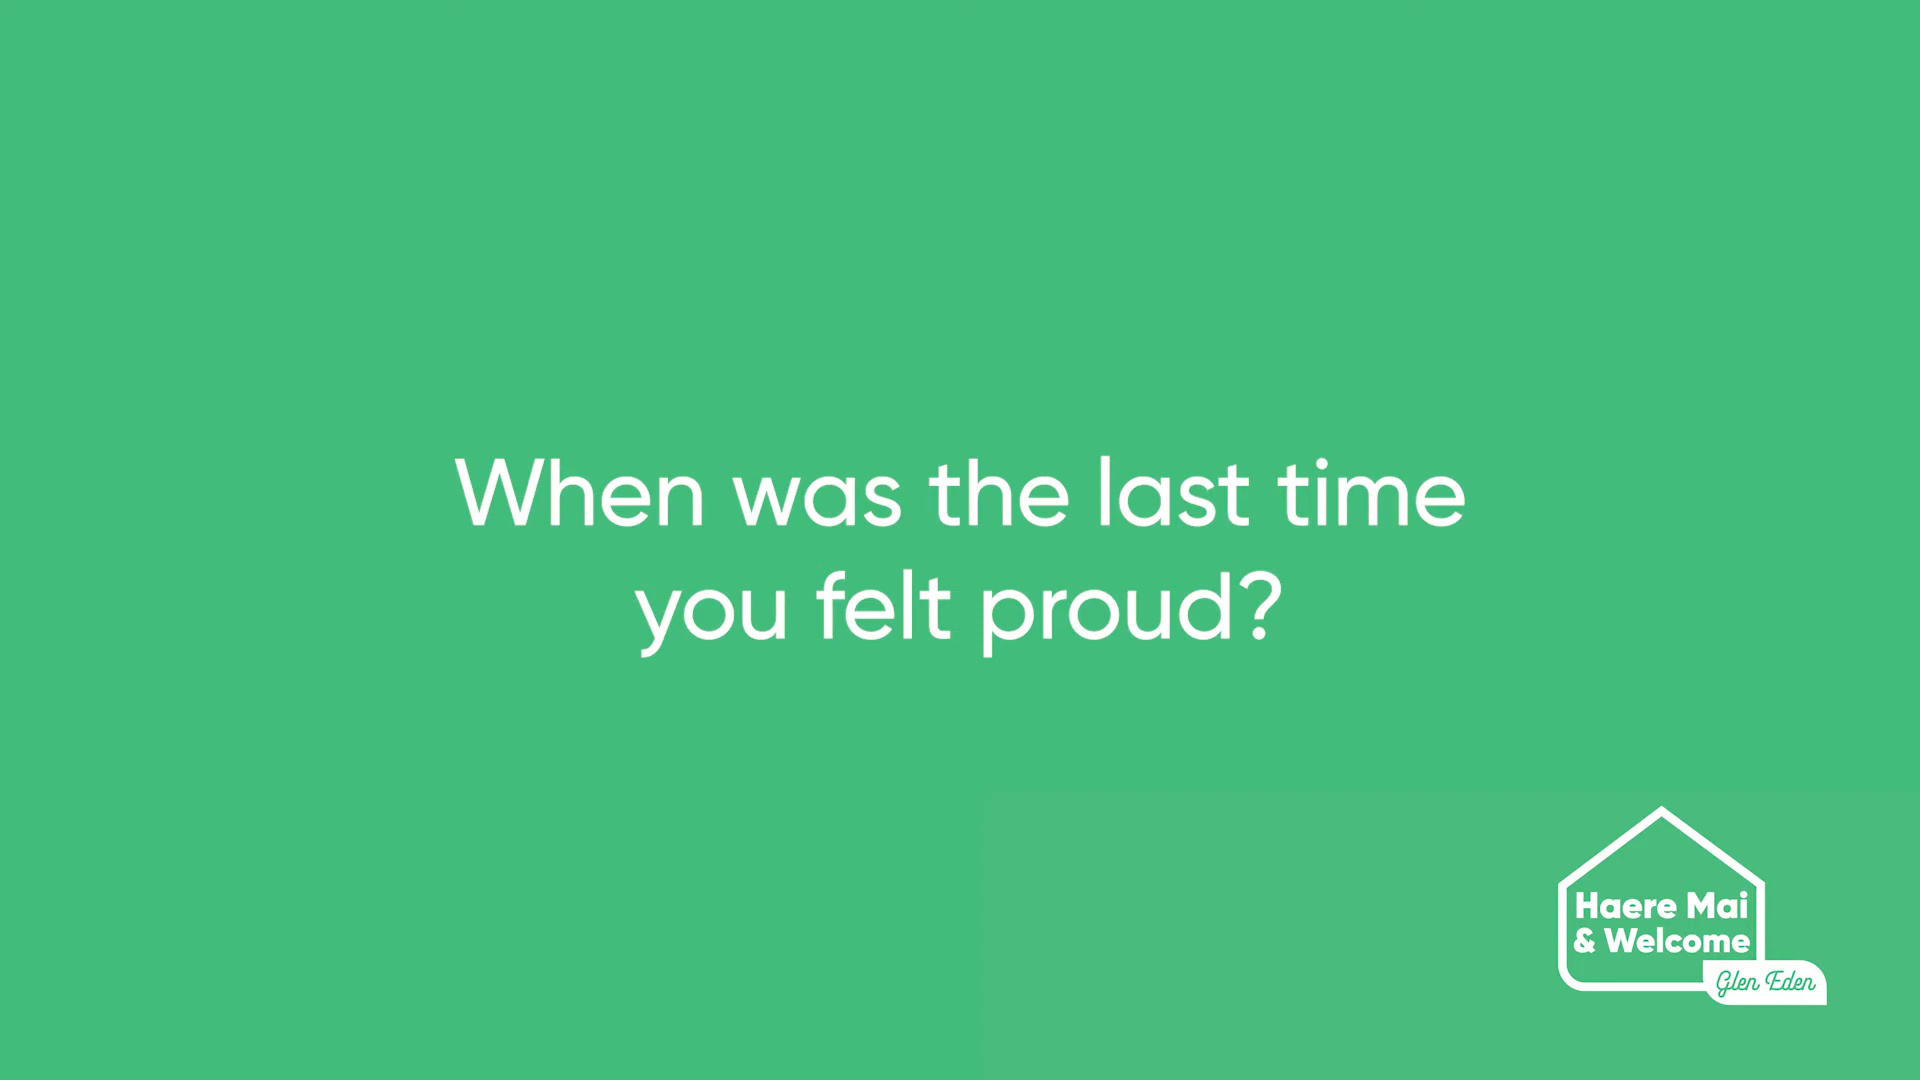 When was the last time
you felt proud?
Haere Mai
& Welcome
Glen Eden